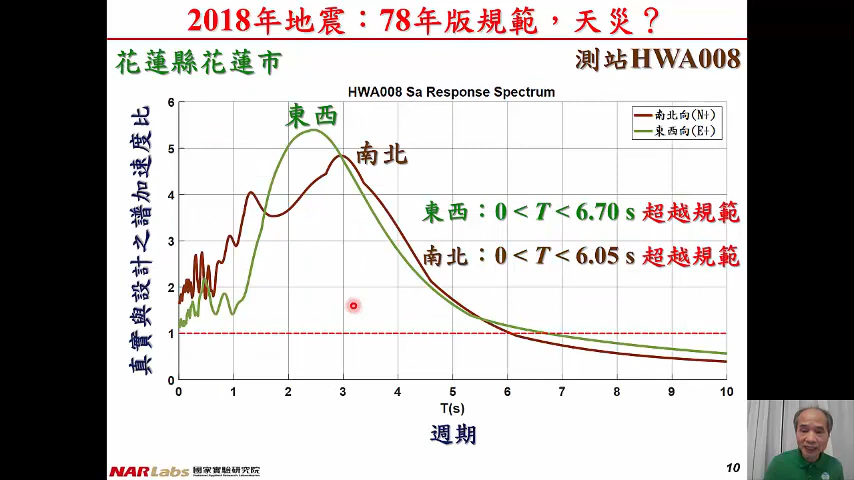 2018年地震：78年版規範，天災？
花蓮縣花蓮市
測站HWA008
HWA008 Sa Response Spectrum
真實與設計之譜加速度比
6
5
4
3
2
1
0
東西
南北
南北向(N+)
東西向(E+)
東西：0 < T < 6.70 s 超越規範
南北：0 < T < 6.05 s 超越規範
0 1 2 3 4 5 6 7 8 9 10
T(s)
週期
NARLabs 國家實驗研究院
National Applied Research Laboratories
10